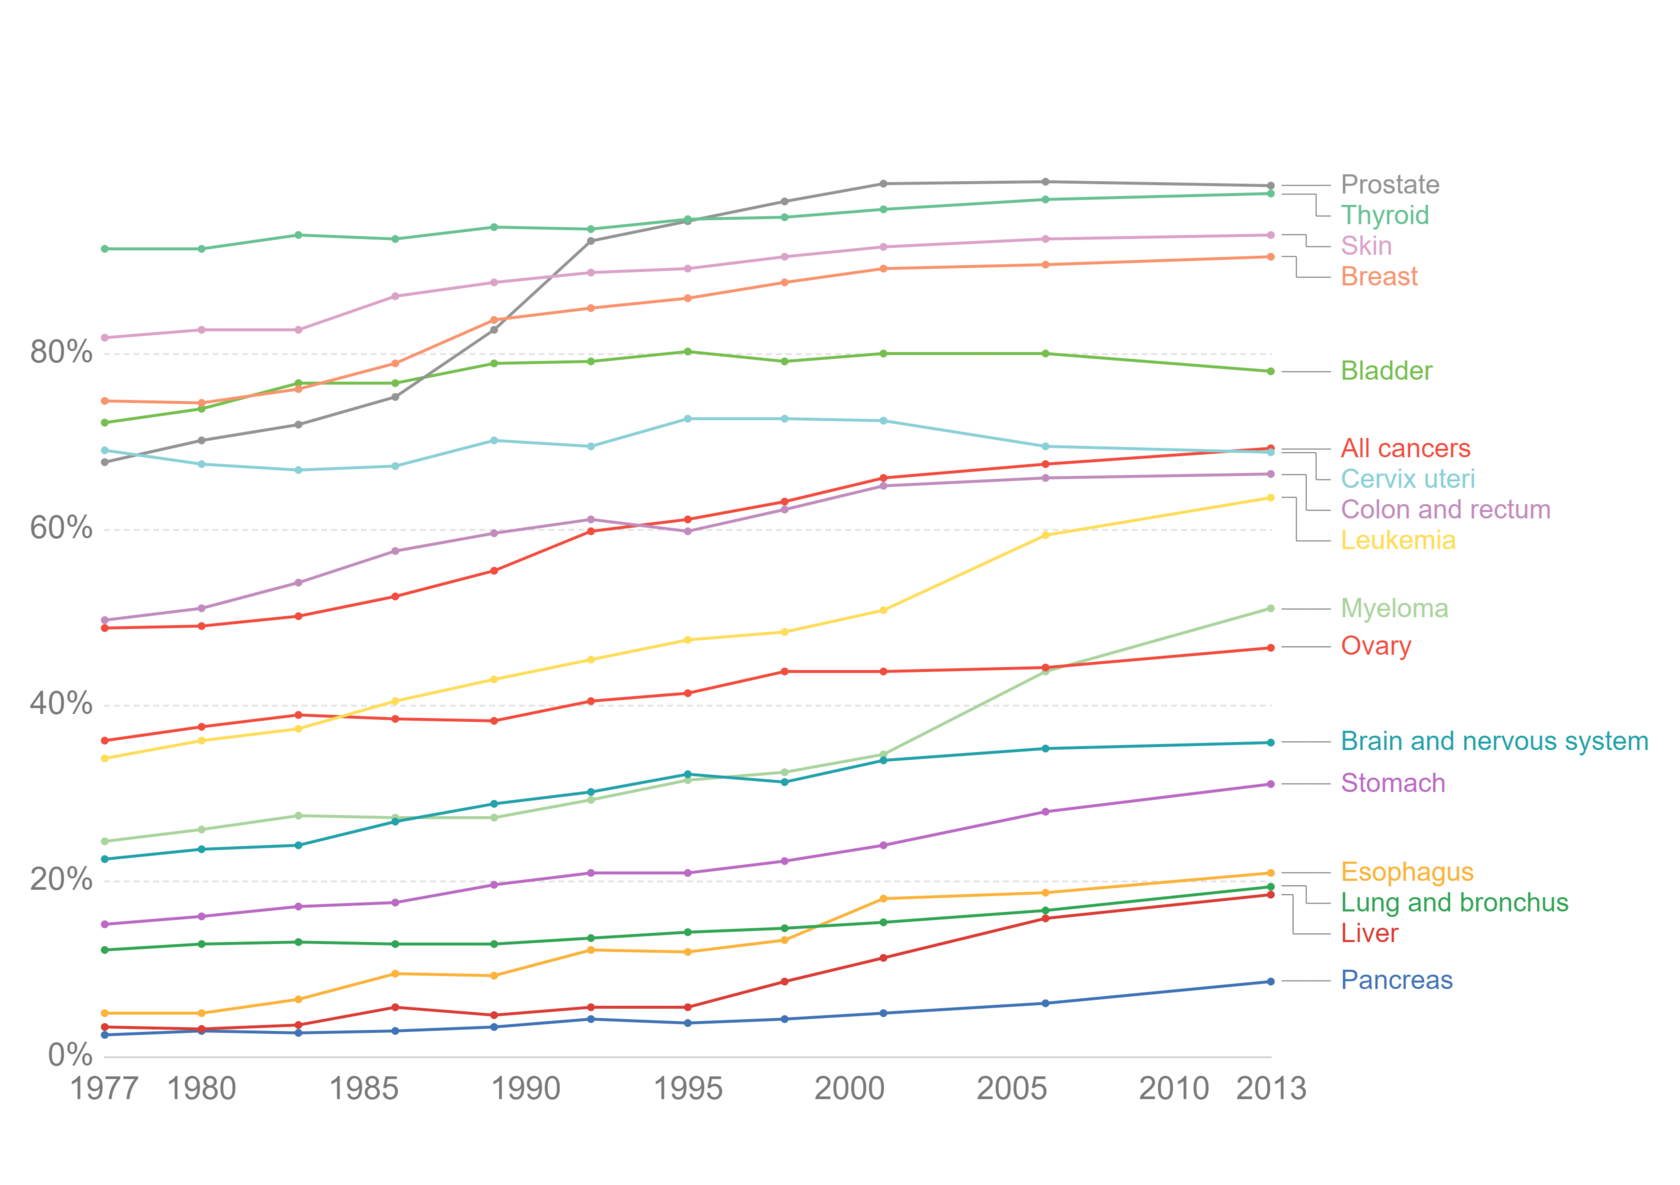 Prostate
Thyroid
Skin
Breast
80%
Bladder
All cancers
Cervix uteri
Colon and rectum
60%
Leukemia
Myeloma
Ovary
40%
Brain and nervous system
Stomach
20%
Esophagus
Lung and bronchus
Liver
Pancreas
0%
1977 1980 1985 1990 1995 2000 2005 2010 2013